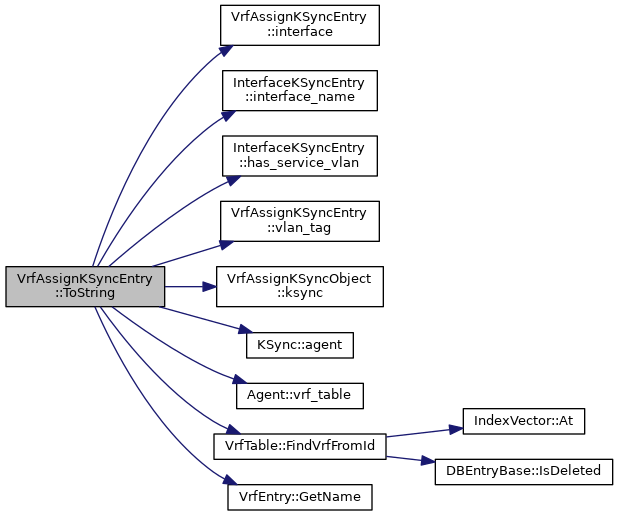 VrfAssignKSyncEntry
::ToString
VrfAssignKSyncEntry
::interface
InterfaceKSyncEntry
::interface_name
InterfaceKSyncEntry
::has_service_vlan
VrfAssignKSyncEntry
::vlan_tag
VrfAssignKSyncObject
::ksync
KSync::agent
Agent::vrf_table
VrfTable::FindVrfFromId
IndexVector::At
DBEntryBase::IsDeleted
VrfEntry::GetName